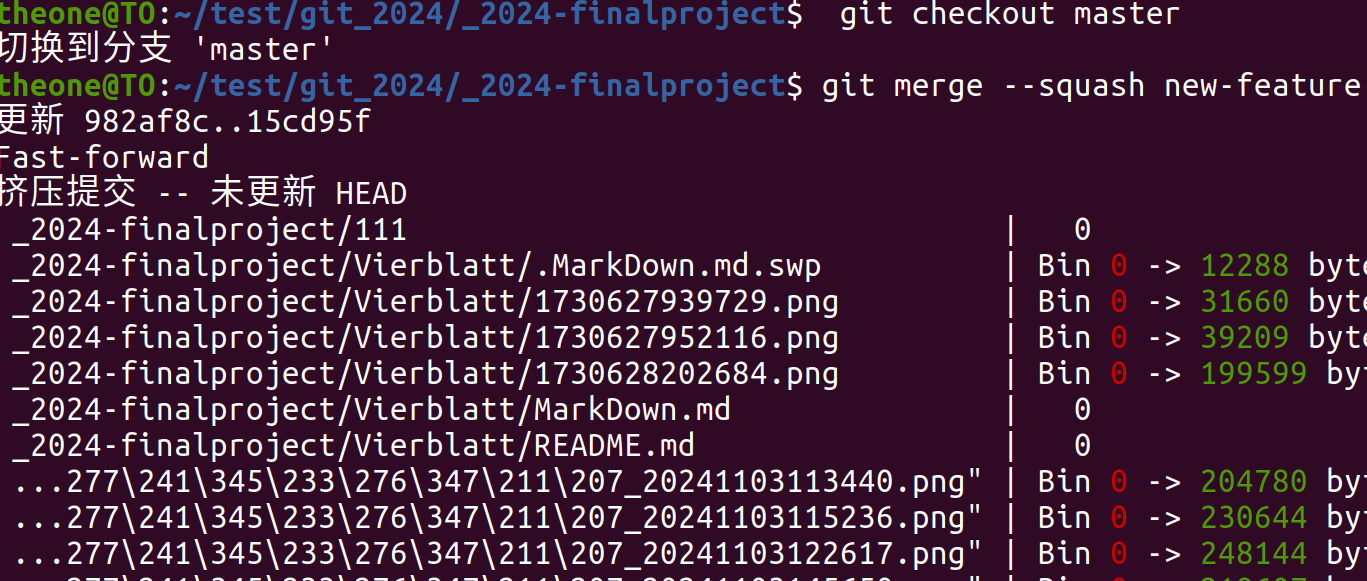 theone@TO:~/test/git_2024/_2024-finalproject$  git checkout master
切换到分支 'master'
theone@TO:~/test/git_2024/_2024-finalproject$ git merge --squash new-feature
更新 982af8c..15cd95f
Fast-forward
挤压提交 -- 未更新 HEAD
 _2024-finalproject/111                                 |   0
 _2024-finalproject/Vierblatt/.MarkDown.md.swp          | Bin 0 -> 12288 byte
 _2024-finalproject/Vierblatt/1730627939729.png         | Bin 0 -> 31660 byte
 _2024-finalproject/Vierblatt/1730627952116.png         | Bin 0 -> 39209 byte
 _2024-finalproject/Vierblatt/1730628202684.png         | Bin 0 -> 199599 byt
 _2024-finalproject/Vierblatt/MarkDown.md               |   0
 _2024-finalproject/Vierblatt/README.md                 |   0
 ...277\241\345\233\276\347\211\207_20241103113440.png" | Bin 0 -> 204780 byt
 ...277\241\345\233\276\347\211\207_20241103115236.png" | Bin 0 -> 230644 byt
 ...277\241\345\233\276\347\211\207_20241103122617.png" | Bin 0 -> 248144 byt